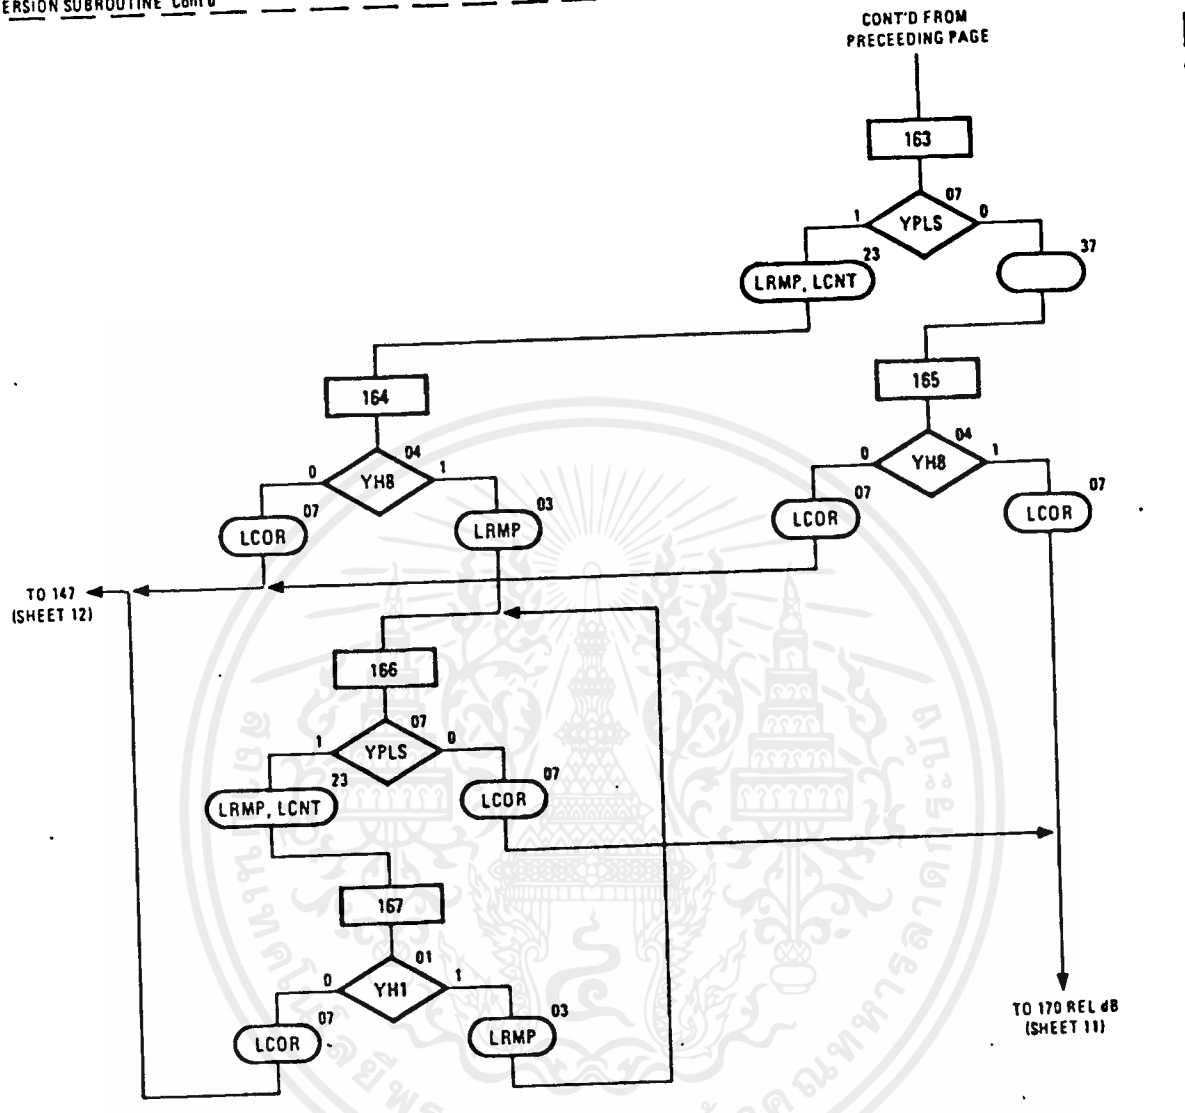 ERSION SUBROUTINE Cont'd
CONT'D FROM
PRECEEDING PAGE
163
07
1 YPLS 0
23
37
LRMP, LCNT
164
165
04
0 YH8 1
04
0 YH8 1
07
LCOR
03
LRMP
07
LCOR
07
LCOR
TO 147
(SHEET 12)
166
07
1 YPLS 0
23
LRMP, LCNT
07
LCOR
167
01
0 YH1 1
07
LCOR
03
LRMP
TO 170 REL dB
(SHEET 11)